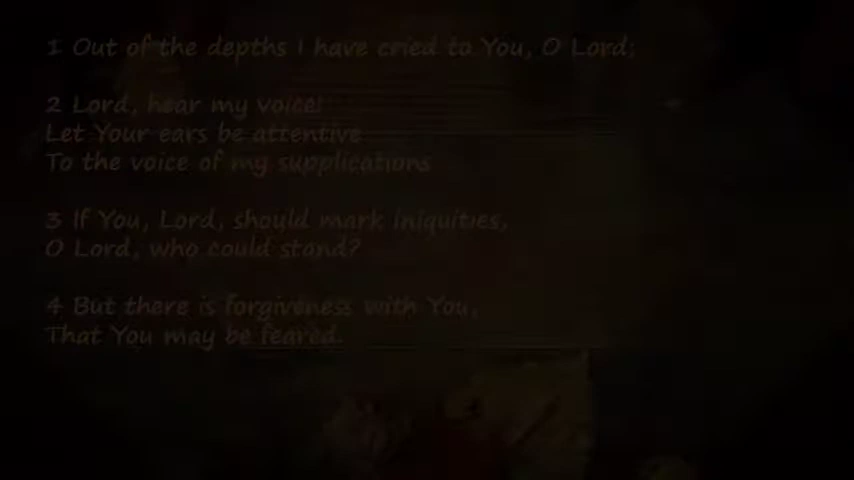 1 Out of the depths I have cried to You, O Lord;
2 Lord, hear my voice!
Let Your ears be attentive
To the voice of my supplications
3 If You, Lord, should mark iniquities,
O Lord, who could stand?
4 But there is forgiveness with You,
That You may be feared.